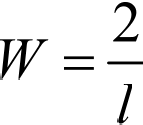 W = 2/l